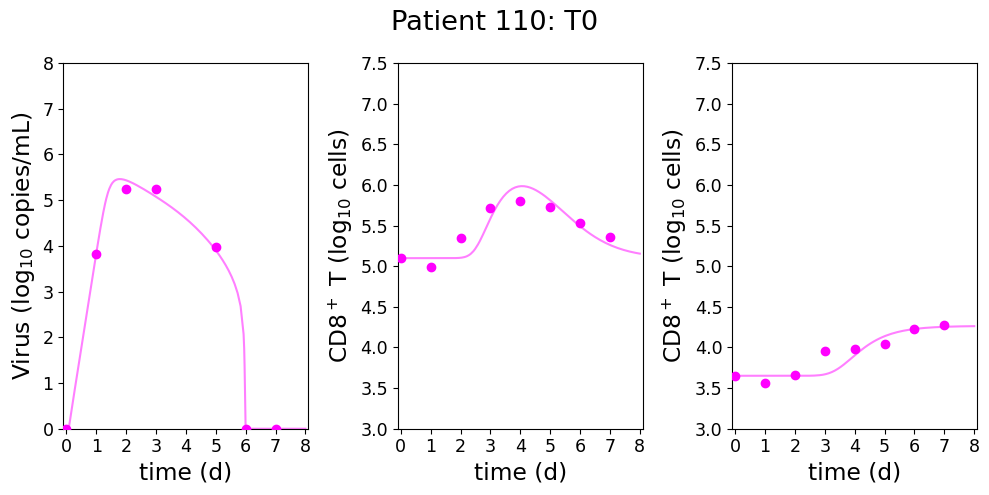 Patient 110: T0
Virus (log10 copies/mL)
8
7
6
5
4
3
2
1
0
0 1 2 3 4 5 6 7 8
time (d)
CD8+ T (log10 cells)
7.5
7.0
6.5
6.0
5.5
5.0
4.5
4.0
3.5
3.0
0 1 2 3 4 5 6 7 8
time (d)
CD8+ T (log10 cells)
7.5
7.0
6.5
6.0
5.5
5.0
4.5
4.0
3.5
3.0
0 1 2 3 4 5 6 7 8
time (d)